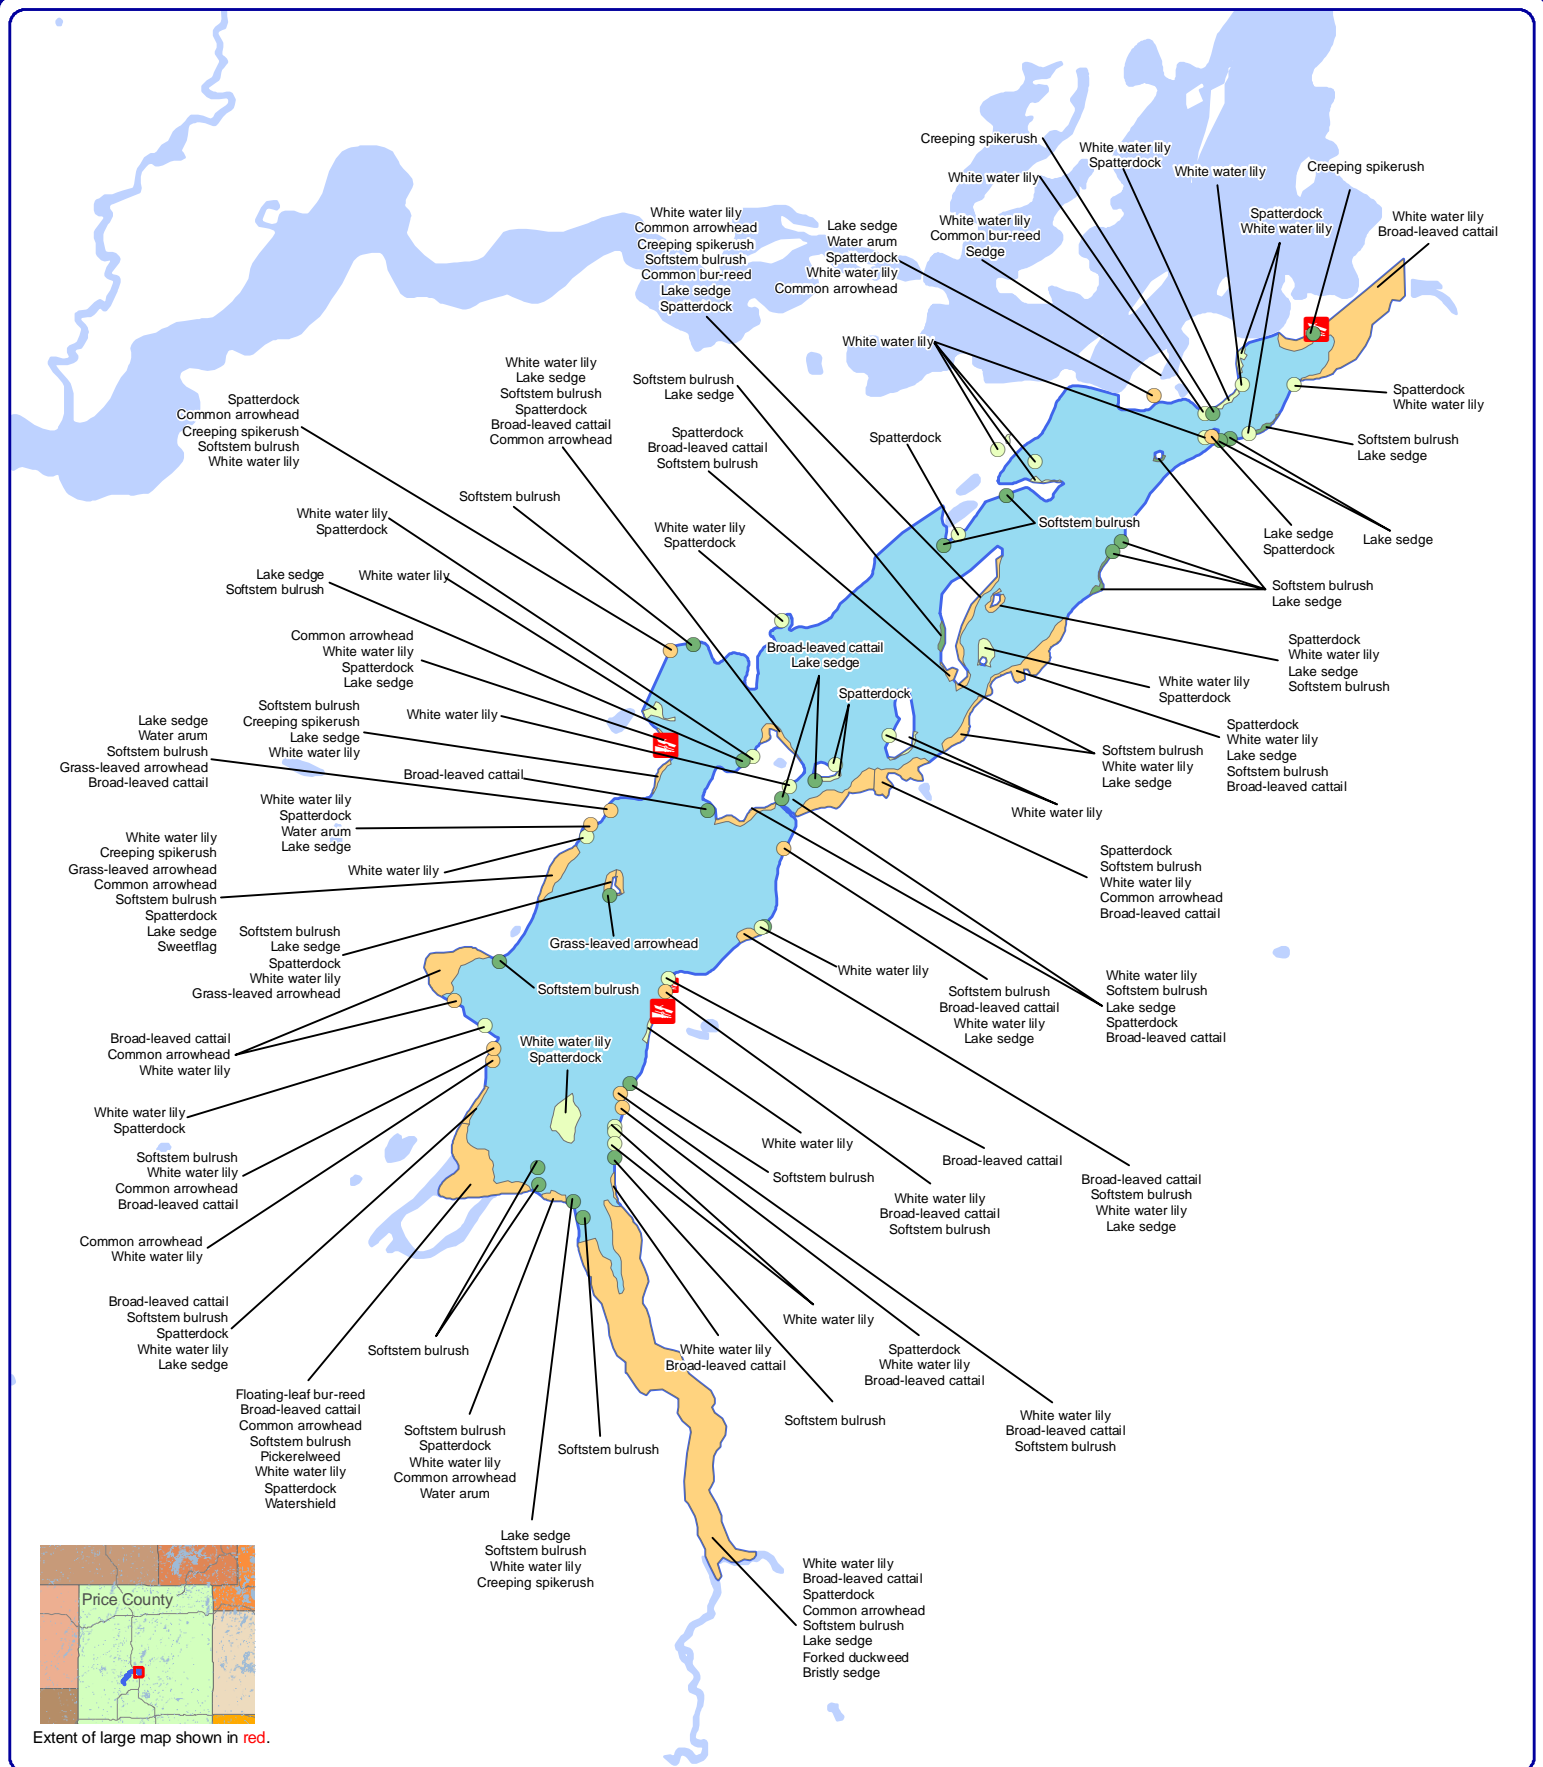 Creeping spikerush
White water lily
Spatterdock
White water lily
Creeping spikerush
White water lily
Spatterdock
White water lily
White water lily
Broad-leaved cattail
White water lily
Common arrowhead
Creeping spikerush
Softstem bulrush
Common bur-reed
Lake sedge
Spatterdock
Lake sedge
Water arum
Spatterdock
White water lily
Common arrowhead
White water lily
Common bur-reed
Sedge
White water lily
White water lily
Lake sedge
Softstem bulrush
Spatterdock
Broad-leaved cattail
Common arrowhead
Softstem bulrush
Lake sedge
Spatterdock
White water lily
Spatterdock
Common arrowhead
Creeping spikerush
Softstem bulrush
White water lily
Spatterdock
Broad-leaved cattail
Softstem bulrush
Spatterdock
Softstem bulrush
Lake sedge
Softstem bulrush
White water lily
Spatterdock
White water lily
Spatterdock
Softstem bulrush
Lake sedge
Spatterdock
Lake sedge
Lake sedge
Softstem bulrush
White water lily
Softstem bulrush
Lake sedge
Common arrowhead
White water lily
Spatterdock
Lake sedge
Broad-leaved cattail
Lake sedge
Spatterdock
White water lily
Lake sedge
Softstem bulrush
White water lily
Spatterdock
Spatterdock
Softstem bulrush
Creeping spikerush
Lake sedge
White water lily
White water lily
Lake sedge
Water arum
Softstem bulrush
Grass-leaved arrowhead
Broad-leaved cattail
Spatterdock
White water lily
Lake sedge
Softstem bulrush
Broad-leaved cattail
Softstem bulrush
White water lily
Lake sedge
Broad-leaved cattail
White water lily
White water lily
Spatterdock
Water arum
Lake sedge
White water lily
Creeping spikerush
Grass-leaved arrowhead
Common arrowhead
Softstem bulrush
Spatterdock
Lake sedge
Sweetflag
White water lily
Spatterdock
Softstem bulrush
White water lily
Common arrowhead
Broad-leaved cattail
Softstem bulrush
Lake sedge
Spatterdock
White water lily
Grass-leaved arrowhead
Grass-leaved arrowhead
White water lily
Softstem bulrush
Softstem bulrush
Broad-leaved cattail
White water lily
Lake sedge
White water lily
Softstem bulrush
Lake sedge
Spatterdock
Broad-leaved cattail
Broad-leaved cattail
Common arrowhead
White water lily
White water lily
Spatterdock
White water lily
Spatterdock
White water lily
Softstem bulrush
White water lily
Common arrowhead
Broad-leaved cattail
Broad-leaved cattail
Softstem bulrush
Broad-leaved cattail
Softstem bulrush
White water lily
Lake sedge
White water lily
Broad-leaved cattail
Softstem bulrush
Common arrowhead
White water lily
Broad-leaved cattail
Softstem bulrush
Spatterdock
White water lily
Lake sedge
White water lily
Softstem bulrush
White water lily
Broad-leaved cattail
Spatterdock
White water lily
Broad-leaved cattail
Floating-leaf bur-reed
Broad-leaved cattail
Common arrowhead
Softstem bulrush
Pickerelweed
White water lily
Spatterdock
Watershield
Softstem bulrush
Spatterdock
White water lily
Common arrowhead
Water arum
Softstem bulrush
Softstem bulrush
White water lily
Broad-leaved cattail
Softstem bulrush
Lake sedge
Softstem bulrush
White water lily
Creeping spikerush
White water lily
Broad-leaved cattail
Spatterdock
Common arrowhead
Softstem bulrush
Lake sedge
Forked duckweed
Bristly sedge
Price County
Extent of large map shown in red.